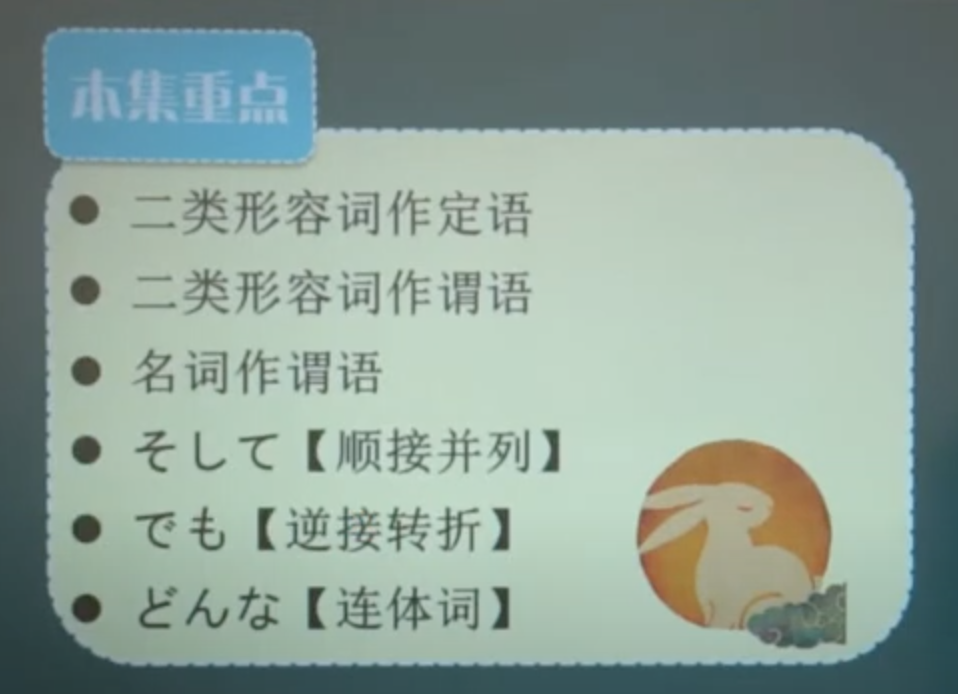 本集重点
二类形容词作定语
二类形容词作谓语
名词作谓语
そして【顺接并列】
でも【逆接转折】
どんな【连体词】